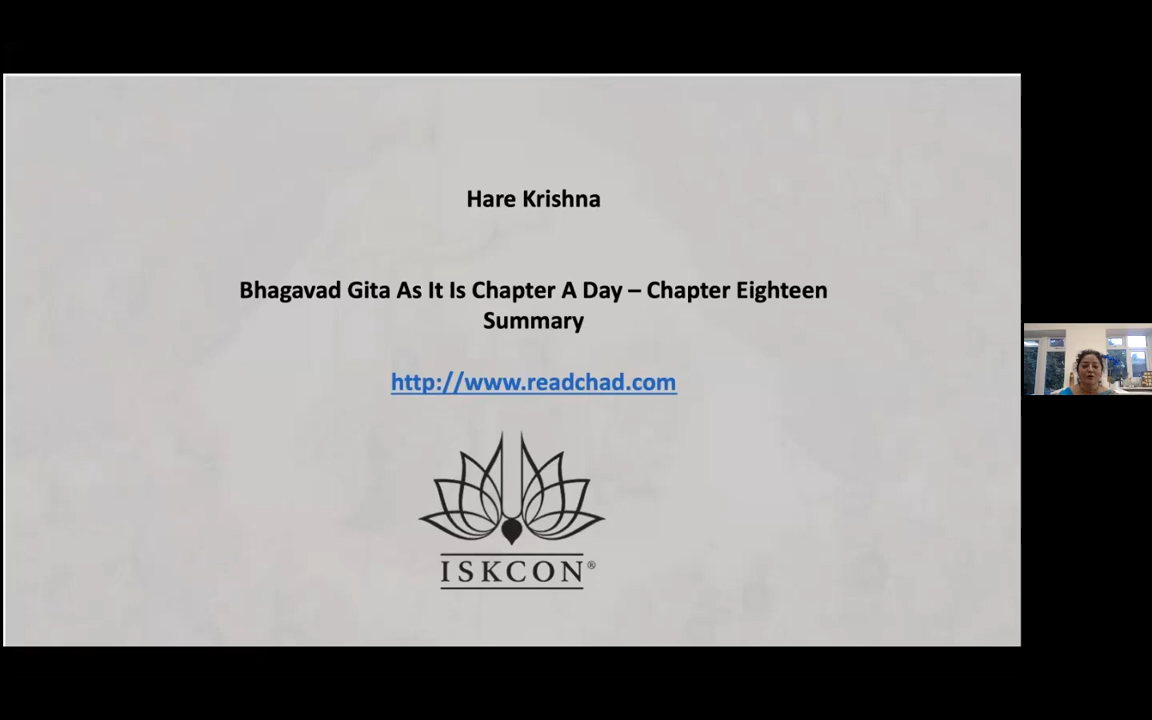 Hare Krishna
Bhagavad Gita As It Is Chapter A Day – Chapter Eighteen
Summary
http://www.readchad.com
ISKCON®